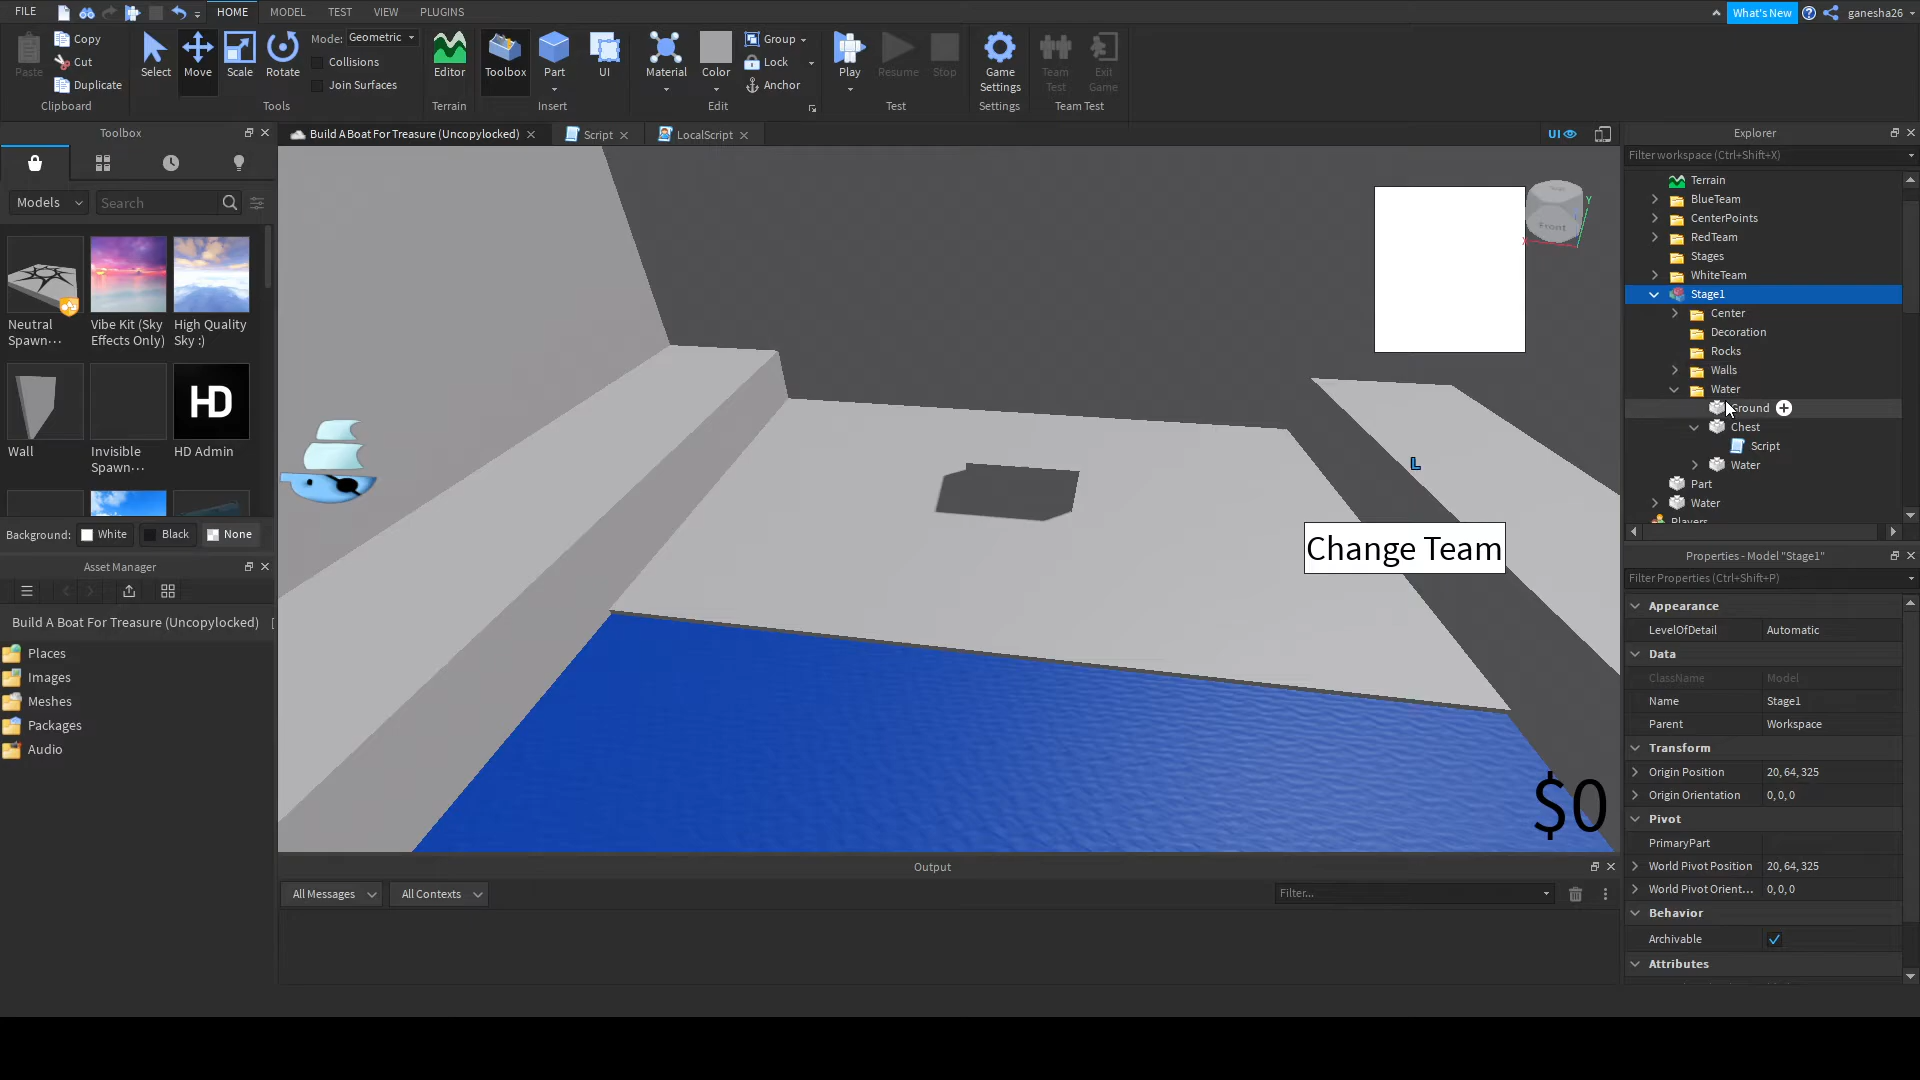 FILE
HOME
MODEL
TEST
VIEW
PLUGINS
What's New
ganesha26
Paste
Copy
Cut
Duplicate
Clipboard
Select
Move
Scale
Rotate
Mode: Geometric
Collisions
Join Surfaces
Tools
Editor
Terrain
Toolbox
Part
UI
Insert
Material
Color
Group
Lock
Anchor
Edit
Play
Resume
Stop
Test
Game
Settings
Settings
Team
Test
Exit
Game
Team Test
Toolbox
Models
Search
Neutral
Spawn...
Vibe Kit (Sky
Effects Only)
High Quality
Sky :)
HD
Wall
Invisible
Spawn...
HD Admin
Background:
White
Black
None
Asset Manager
Build A Boat For Treasure (Uncopylocked)
Places
Images
Meshes
Packages
Audio
Build A Boat For Treasure (Uncopylocked)
Script
LocalScript
UI
Front
X
Y
L
Change Team
$0
Output
All Messages
All Contexts
Filter...
Explorer
Filter workspace (Ctrl+Shift+X)
Terrain
BlueTeam
CenterPoints
RedTeam
Stages
WhiteTeam
Stage1
Center
Decoration
Rocks
Walls
Water
Ground
Chest
Script
Water
Part
Water
Players
Properties - Model "Stage1"
Filter Properties (Ctrl+Shift+P)
Appearance
LevelOfDetail Automatic
Data
ClassName Model
Name Stage1
Parent Workspace
Transform
Origin Position 20, 64, 325
Origin Orientation 0, 0, 0
Pivot
PrimaryPart
World Pivot Position 20, 64, 325
World Pivot Orient... 0, 0, 0
Behavior
Archivable
Attributes